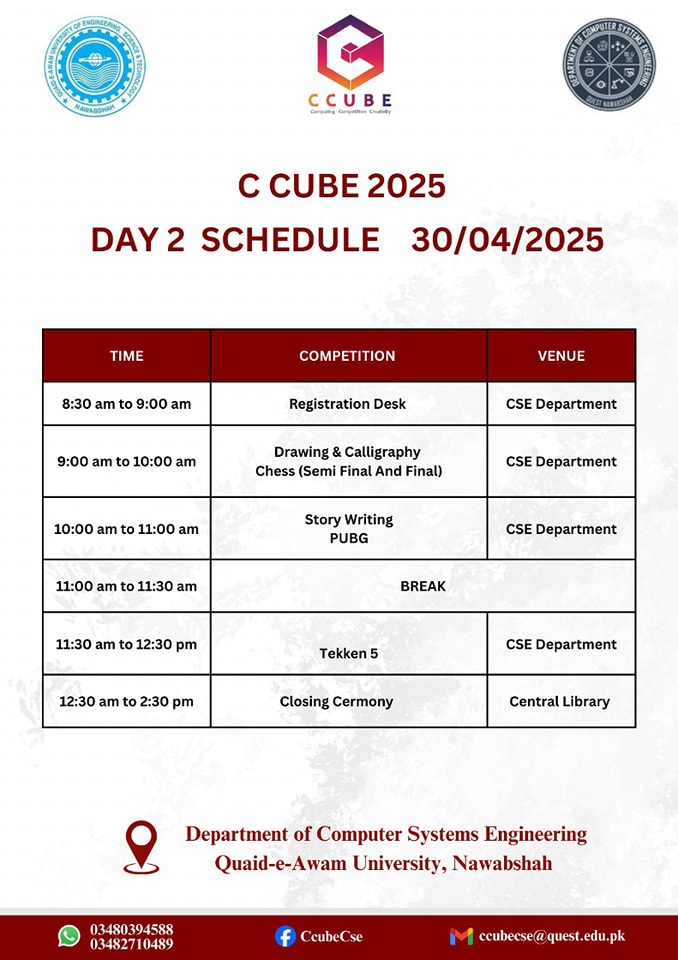 QUAID-E-AWAM UNIVERSITY OF ENGINEERING, SCIENCE & TECHNOLOGY
NAWABSHAH
CCUBE
Computing Competition Creativity
DEPARTMENT OF COMPUTER SYSTEMS ENGINEERING
QUEST NAWABSHAH
C CUBE 2025
DAY 2 SCHEDULE 30/04/2025
TIME COMPETITION VENUE
8:30 am to 9:00 am Registration Desk CSE Department
9:00 am to 10:00 am Drawing & Calligraphy
Chess (Semi Final And Final) CSE Department
10:00 am to 11:00 am Story Writing
PUBG CSE Department
11:00 am to 11:30 am BREAK
11:30 am to 12:30 pm Tekken 5 CSE Department
12:30 am to 2:30 pm Closing Cermony Central Library
Department of Computer Systems Engineering
Quaid-e-Awam University, Nawabshah
03480394588
03482710489
CcubeCse
ccubecse@quest.edu.pk